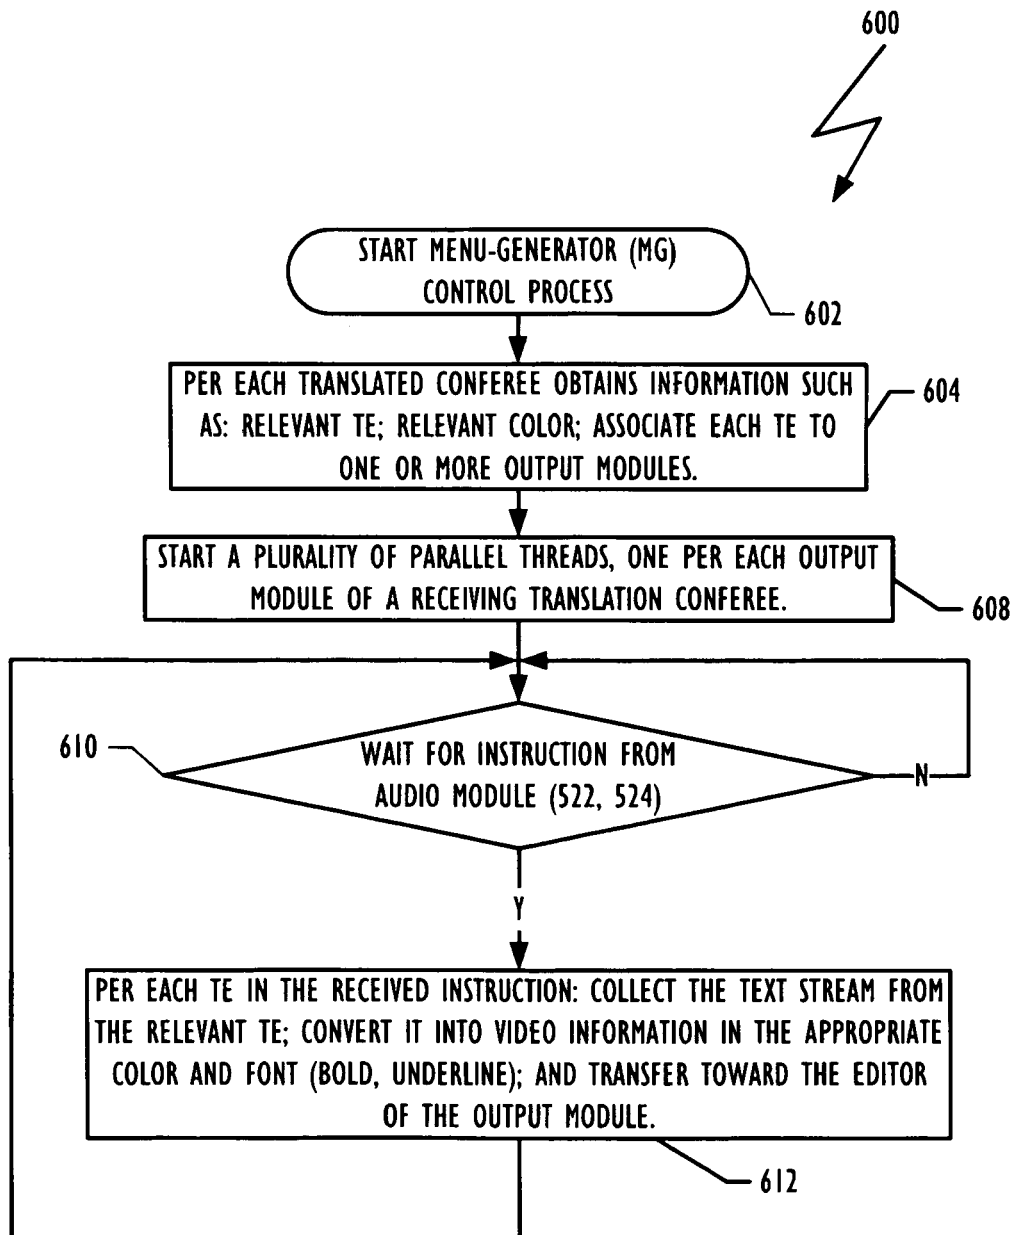 600
START MENU-GENERATOR (MG)
CONTROL PROCESS
602
PER EACH TRANSLATED CONFEREE OBTAINS INFORMATION SUCH
AS: RELEVANT TE; RELEVANT COLOR; ASSOCIATE EACH TE TO
ONE OR MORE OUTPUT MODULES.
604
START A PLURALITY OF PARALLEL THREADS, ONE PER EACH OUTPUT
MODULE OF A RECEIVING TRANSLATION CONFEREE.
608
610
WAIT FOR INSTRUCTION FROM
AUDIO MODULE (522, 524)
N
Y
PER EACH TE IN THE RECEIVED INSTRUCTION: COLLECT THE TEXT STREAM FROM
THE RELEVANT TE; CONVERT IT INTO VIDEO INFORMATION IN THE APPROPRIATE
COLOR AND FONT (BOLD, UNDERLINE); AND TRANSFER TOWARD THE EDITOR
OF THE OUTPUT MODULE.
612